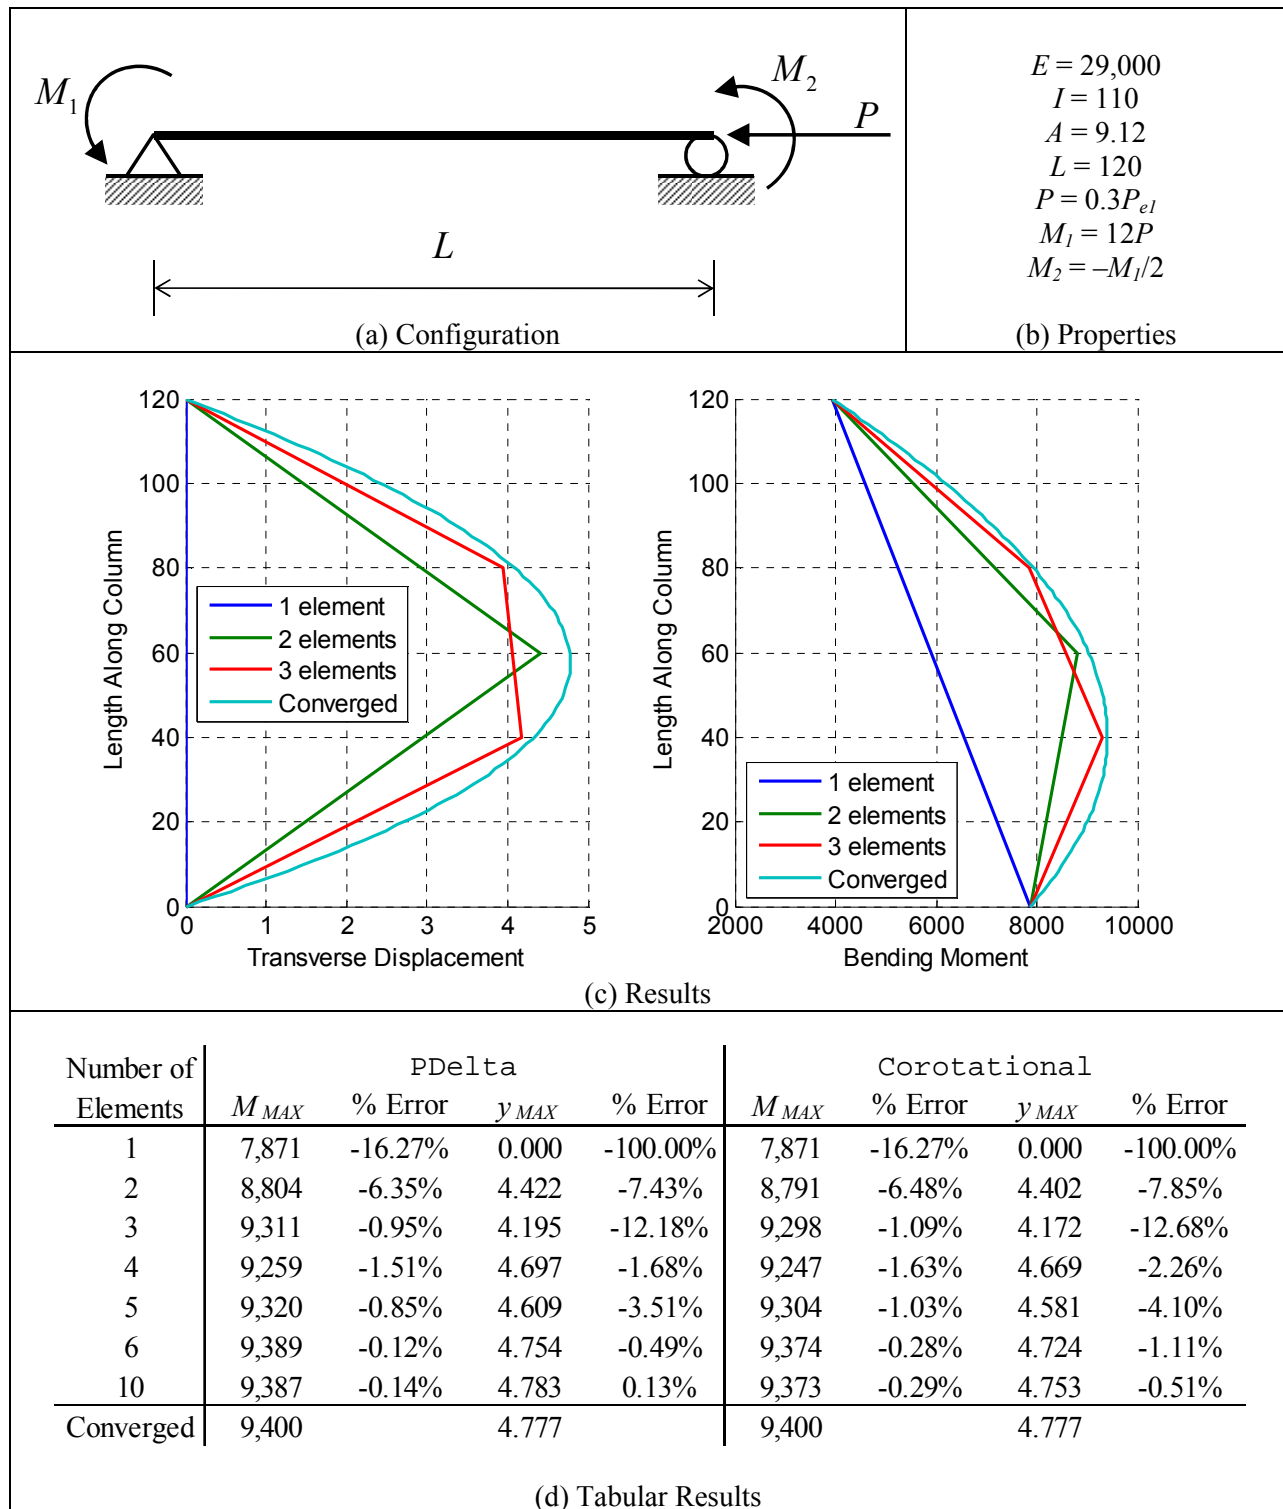 M1
M2
P
L
(a) Configuration
E = 29,000
I = 110
A = 9.12
L = 120
P = 0.3Pe1
M1 = 12P
M2 = –M1/2
(b) Properties
120
100
80
60
40
20
0
Length Along Column
1 element
2 elements
3 elements
Converged
0 1 2 3 4 5
Transverse Displacement
120
100
80
60
40
20
0
Length Along Column
1 element
2 elements
3 elements
Converged
2000 4000 6000 8000 10000
Bending Moment
(c) Results
Number of Elements PDelta Corotational
M MAX % Error y MAX % Error M MAX % Error y MAX % Error
1 7,871 -16.27% 0.000 -100.00% 7,871 -16.27% 0.000 -100.00%
2 8,804 -6.35% 4.422 -7.43% 8,791 -6.48% 4.402 -7.85%
3 9,311 -0.95% 4.195 -12.18% 9,298 -1.09% 4.172 -12.68%
4 9,259 -1.51% 4.697 -1.68% 9,247 -1.63% 4.669 -2.26%
5 9,320 -0.85% 4.609 -3.51% 9,304 -1.03% 4.581 -4.10%
6 9,389 -0.12% 4.754 -0.49% 9,374 -0.28% 4.724 -1.11%
10 9,387 -0.14% 4.783 0.13% 9,373 -0.29% 4.753 -0.51%
Converged 9,400 4.777 9,400 4.777
(d) Tabular Results